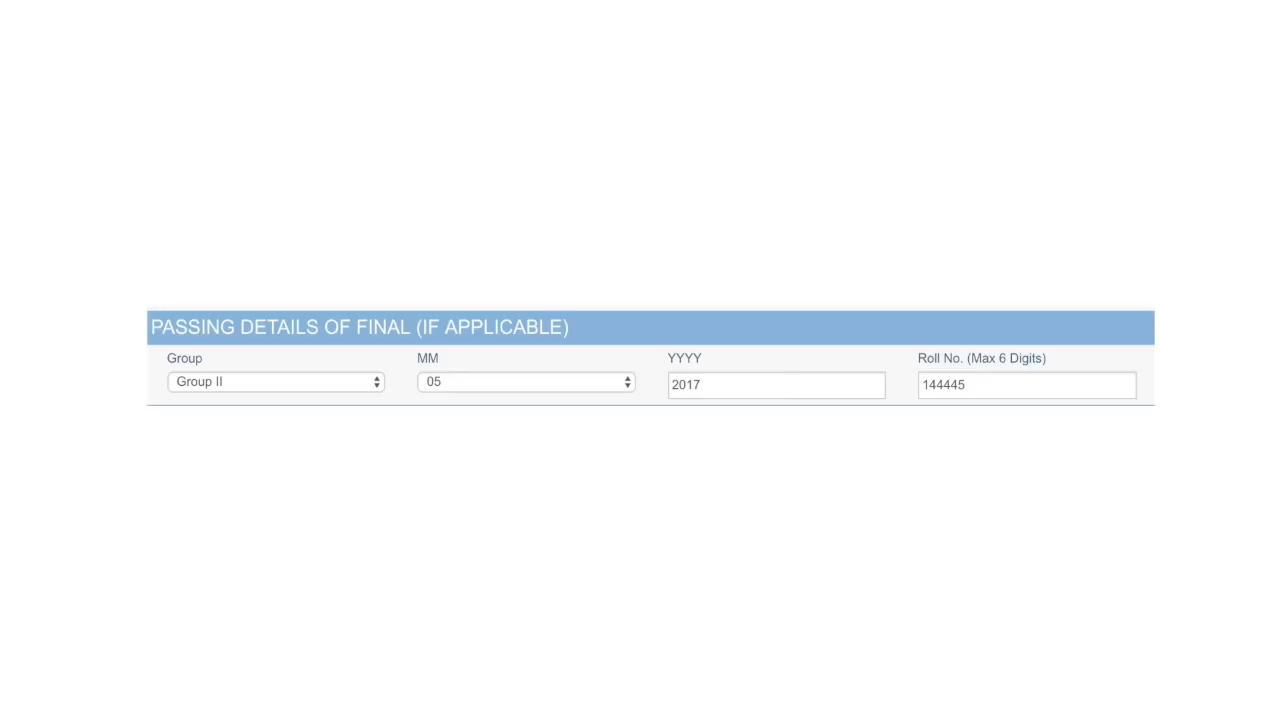 PASSING DETAILS OF FINAL (IF APPLICABLE)
Group MM YYYY Roll No. (Max 6 Digits)
Group II 05 2017 144445